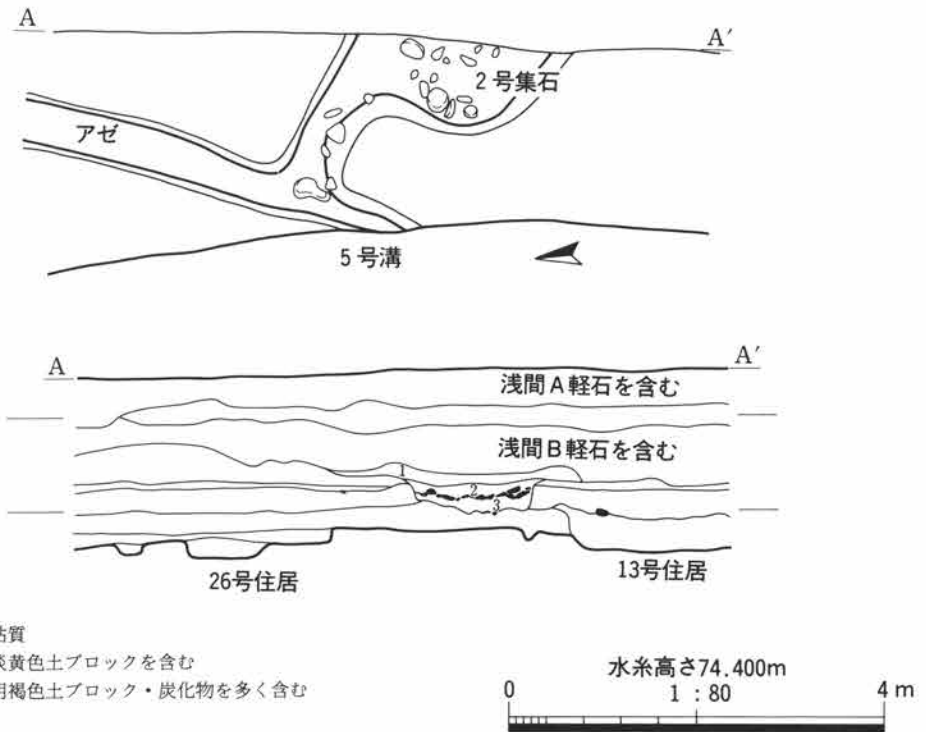 A
A′
2号集石
アゼ
5号溝
A
A′
浅間A軽石を含む
浅間B軽石を含む
1
2
3
26号住居
13号住居
粘質
淡黄色土ブロックを含む
明褐色土ブロック・炭化物を多く含む
水糸高さ74.400m
0
1:80
4m